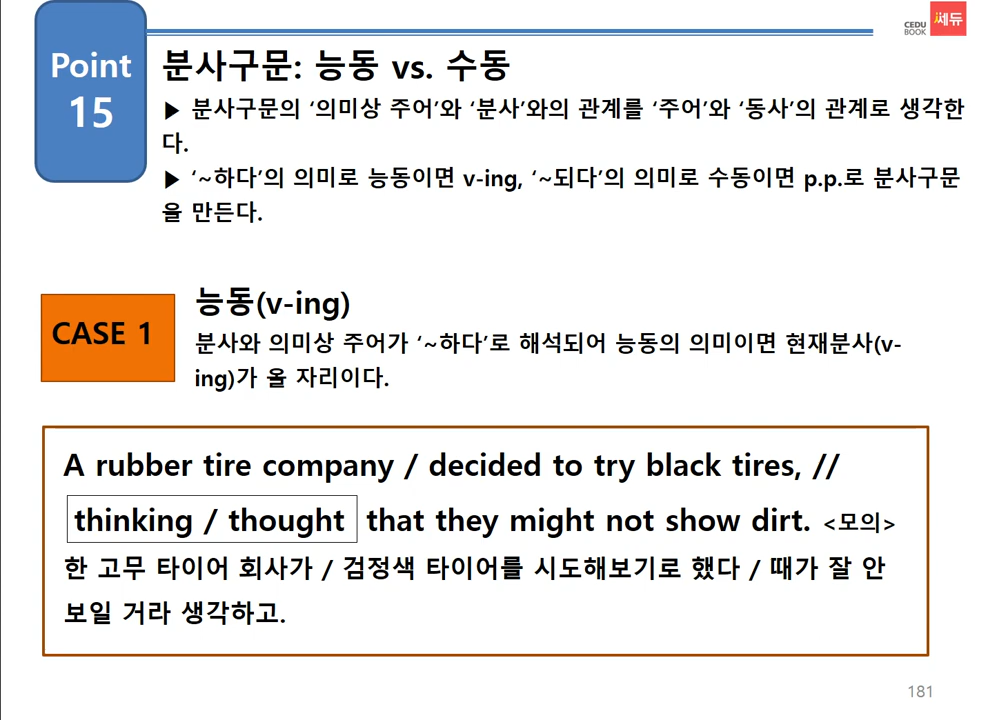 CEDU
BOOK
쎄듀
Point
15
분사구문: 능동 vs. 수동
▶ 분사구문의 ‘의미상 주어’와 ‘분사’와의 관계를 ‘주어’와 ‘동사’의 관계로 생각한
다.
▶ ‘~하다’의 의미로 능동이면 v-ing, ‘~되다’의 의미로 수동이면 p.p.로 분사구문
을 만든다.
CASE 1
능동(v-ing)
분사와 의미상 주어가 ‘~하다’로 해석되어 능동의 의미이면 현재분사(v-
ing)가 올 자리이다.
A rubber tire company / decided to try black tires, //
thinking / thought that they might not show dirt. <모의>
한 고무 타이어 회사가 / 검정색 타이어를 시도해보기로 했다 / 때가 잘 안
보일 거라 생각하고.
181